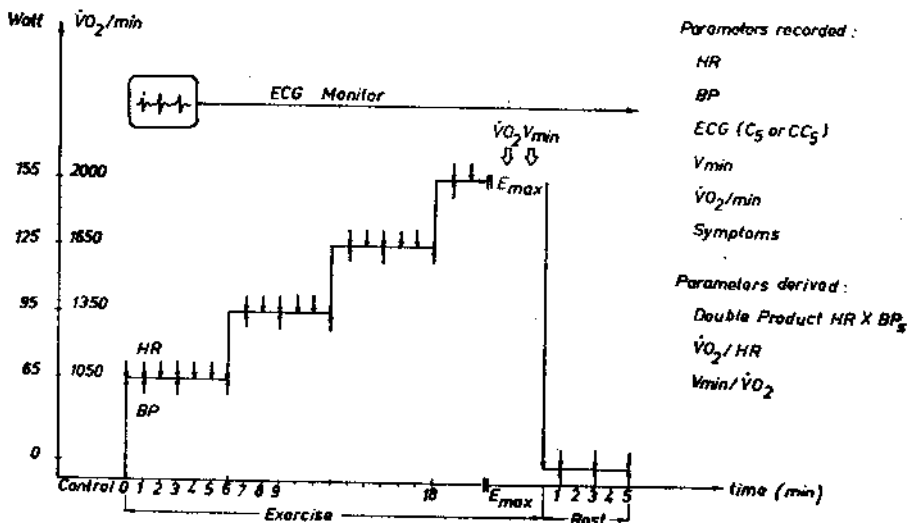 Watt V̇O₂/min
ECG Monitor
V̇O₂ Vmin
155 2000
Emax
125 1650
95 1350
65 1050
HR
BP
0
Control 0 1 2 3 4 5 6 7 8 9 18 Emax 1 2 3 4 5 time (min)
Exercise Rest
Parameters recorded :
HR
BP
ECG (C₅ or CC₅)
Vmin
V̇O₂/min
Symptoms
Parameters derived :
Double Product HR X BPs
V̇O₂/HR
Vmin/V̇O₂